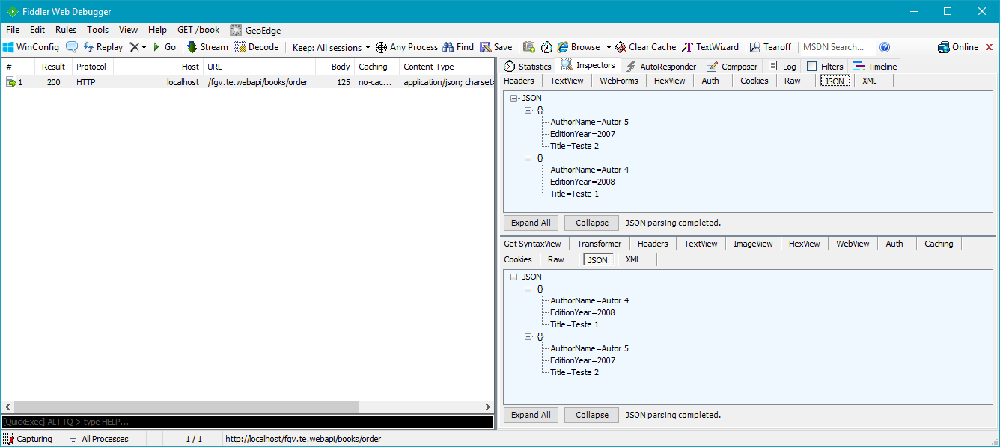 Fiddler Web Debugger
File Edit Rules Tools View Help GET /book GeoEdge
WinConfig Replay Go Stream Decode Keep: All sessions Any Process Find Save Browse Clear Cache TextWizard Tearoff MSDN Search... Online
# Result Protocol Host URL Body Caching Content-Type
1 200 HTTP localhost /fgv.te.webapi/books/order 125 no-cac... application/json; charset=
Statistics Inspectors AutoResponder Composer Log Filters Timeline
Headers TextView WebForms HexView Auth Cookies Raw JSON XML
JSON
{}
AuthorName=Autor 5
EditionYear=2007
Title=Teste 2
{}
AuthorName=Autor 4
EditionYear=2008
Title=Teste 1
Expand All Collapse JSON parsing completed.
Get SyntaxView Transformer Headers TextView ImageView HexView WebView Auth Caching
Cookies Raw JSON XML
JSON
{}
AuthorName=Autor 4
EditionYear=2008
Title=Teste 1
{}
AuthorName=Autor 5
EditionYear=2007
Title=Teste 2
Expand All Collapse JSON parsing completed.
[QuickExec] ALT+Q > type HELP...
Capturing All Processes 1 / 1 http://localhost/fgv.te.webapi/books/order